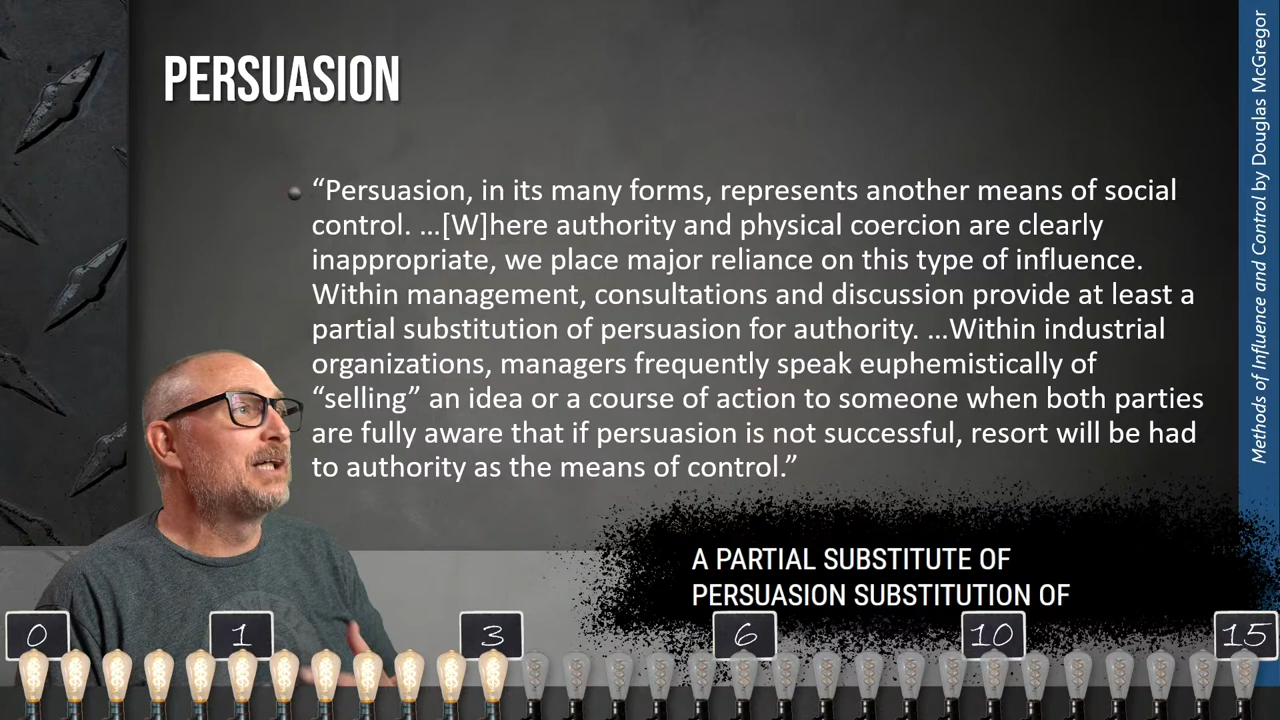 PERSUASION
“Persuasion, in its many forms, represents another means of social
control. …[W]here authority and physical coercion are clearly
inappropriate, we place major reliance on this type of influence.
Within management, consultations and discussion provide at least a
partial substitution of persuasion for authority. …Within industrial
organizations, managers frequently speak euphemistically of
“selling” an idea or a course of action to someone when both parties
are fully aware that if persuasion is not successful, resort will be had
to authority as the means of control.”
Methods of Influence and Control by Douglas McGregor
A PARTIAL SUBSTITUTE OF
PERSUASION SUBSTITUTION OF
0 1 3 6 10 15